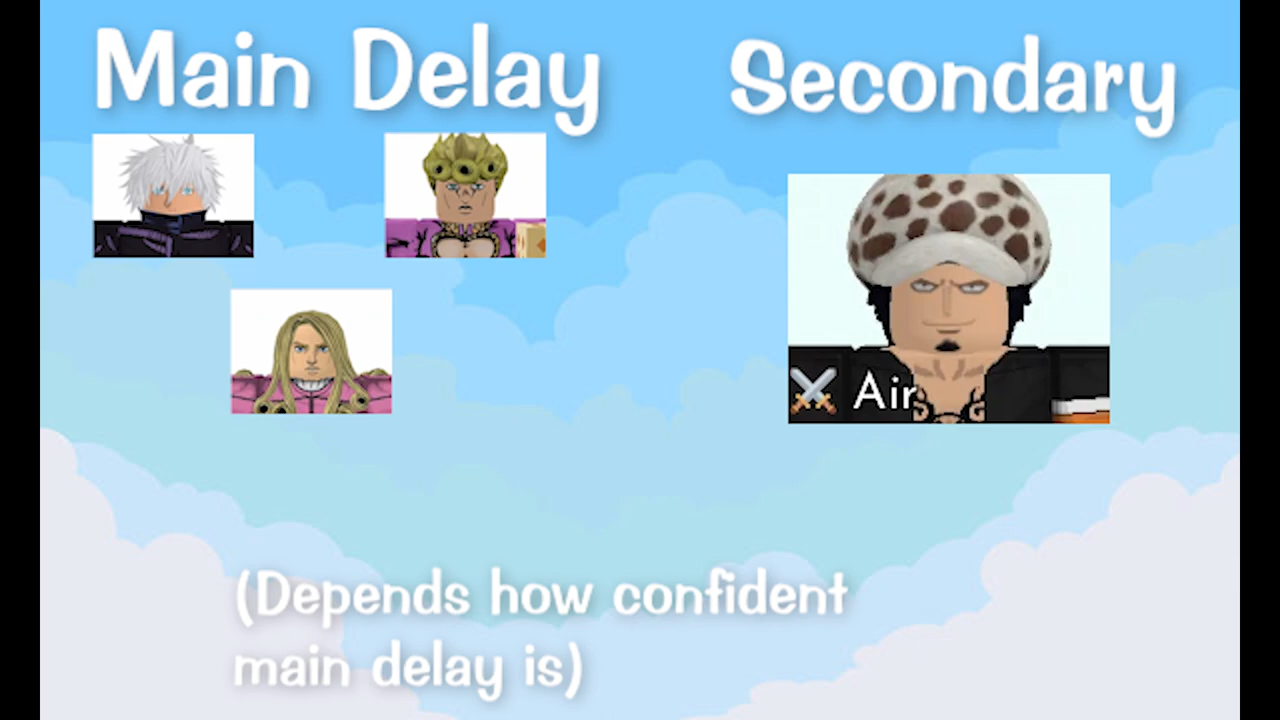 Main Delay
Secondary
Air
(Depends how confident
main delay is)